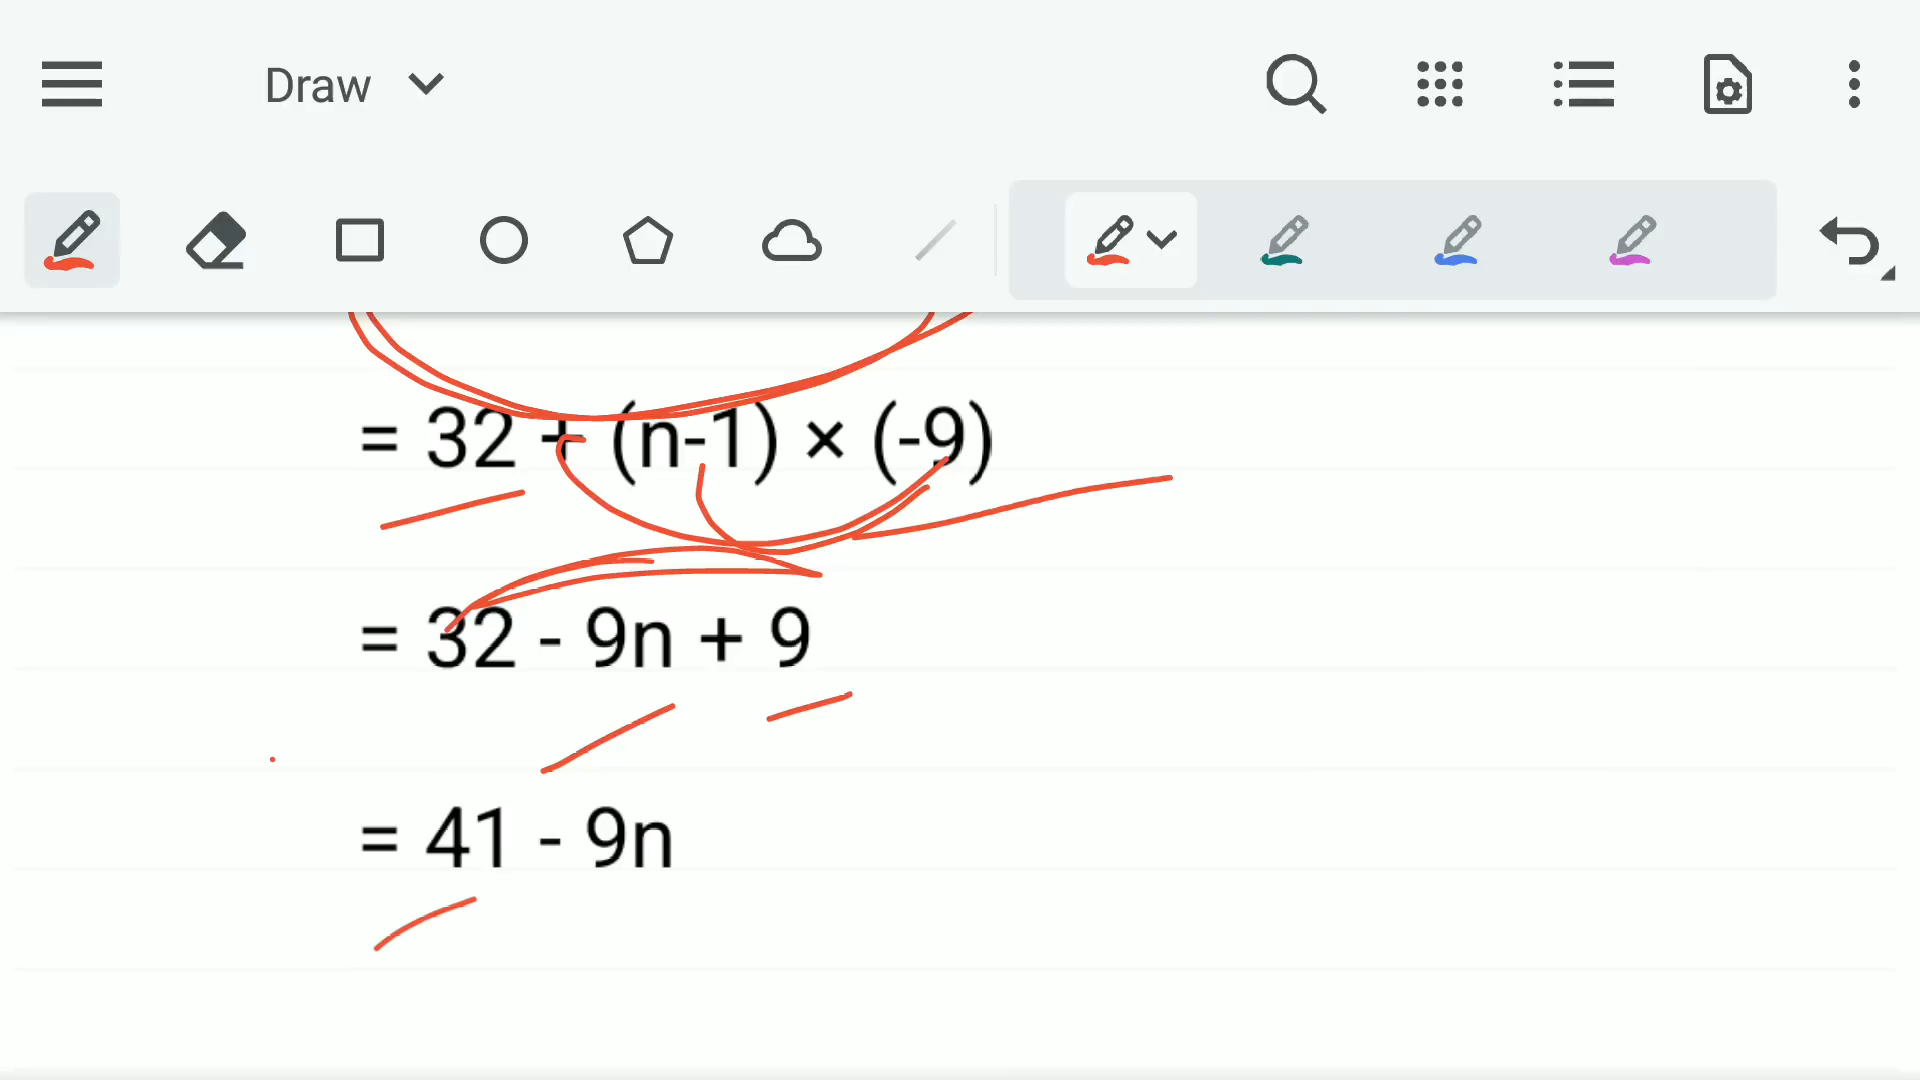 Draw
= 32 + (n-1) × (-9)
= 32 - 9n + 9
= 41 - 9n